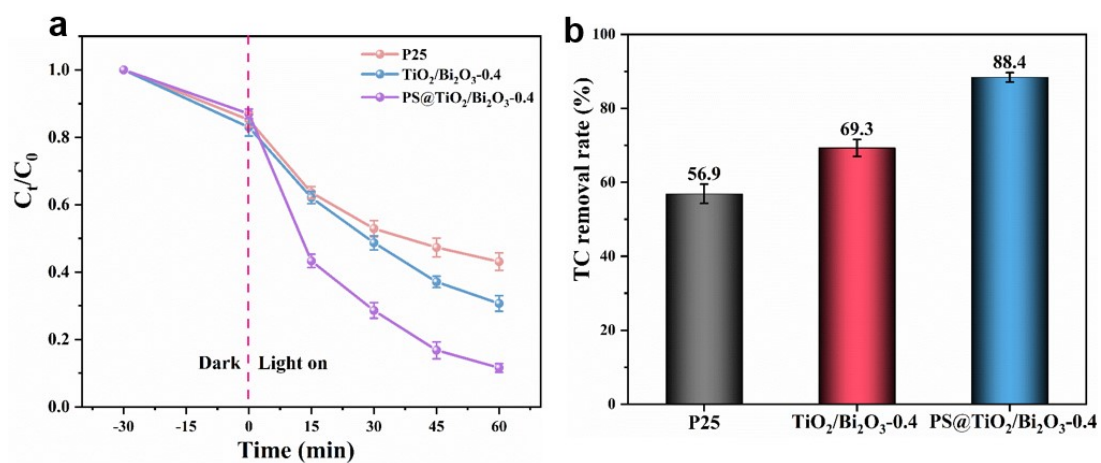 a
P25
TiO₂/Bi₂O₃-0.4
PS@TiO₂/Bi₂O₃-0.4
Cₜ/C₀
1.0
0.8
0.6
0.4
0.2
0.0
Dark
Light on
-30 -15 0 15 30 45 60
Time (min)
b
TC removal rate (%)
100
80
60
40
20
0
56.9
69.3
88.4
P25 TiO₂/Bi₂O₃-0.4 PS@TiO₂/Bi₂O₃-0.4